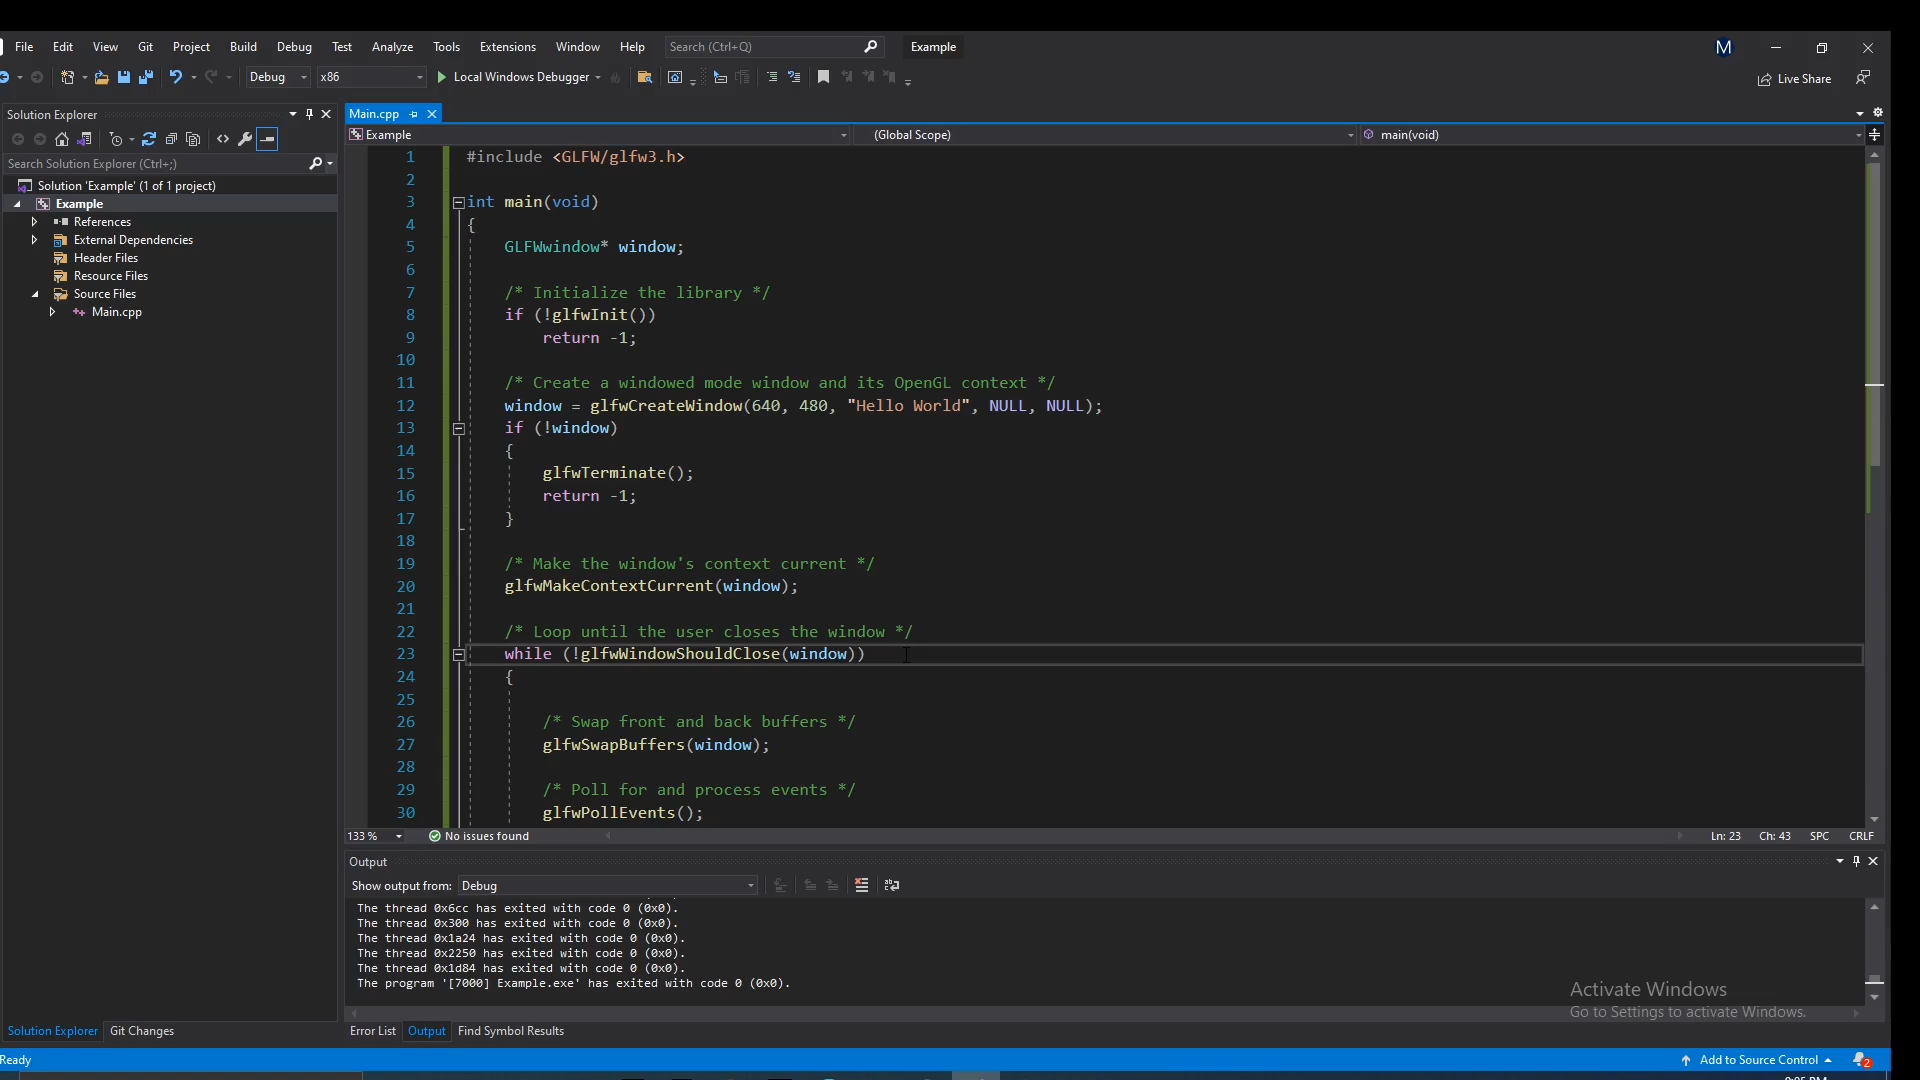 File Edit View Git Project Build Debug Test Analyze Tools Extensions Window Help Search (Ctrl+Q) Example M
Debug x86 Local Windows Debugger Live Share
Solution Explorer
Search Solution Explorer (Ctrl+;)
Solution 'Example' (1 of 1 project)
Example
References
External Dependencies
Header Files
Resource Files
Source Files
Main.cpp
Solution Explorer Git Changes
Main.cpp
Example (Global Scope) main(void)
1 #include <GLFW/glfw3.h>
2
3 int main(void)
4 {
5 GLFWwindow* window;
6
7 /* Initialize the library */
8 if (!glfwInit())
9 return -1;
10
11 /* Create a windowed mode window and its OpenGL context */
12 window = glfwCreateWindow(640, 480, "Hello World", NULL, NULL);
13 if (!window)
14 {
15 glfwTerminate();
16 return -1;
17 }
18
19 /* Make the window's context current */
20 glfwMakeContextCurrent(window);
21
22 /* Loop until the user closes the window */
23 while (!glfwWindowShouldClose(window))
24 {
25
26 /* Swap front and back buffers */
27 glfwSwapBuffers(window);
28
29 /* Poll for and process events */
30 glfwPollEvents();
133 % No issues found Ln: 23 Ch: 43 SPC CRLF
Output
Show output from: Debug
The thread 0x6cc has exited with code 0 (0x0).
The thread 0x300 has exited with code 0 (0x0).
The thread 0x1a24 has exited with code 0 (0x0).
The thread 0x2250 has exited with code 0 (0x0).
The thread 0x1d84 has exited with code 0 (0x0).
The program '[7000] Example.exe' has exited with code 0 (0x0).
Activate Windows
Go to Settings to activate Windows.
Error List Output Find Symbol Results
Ready Add to Source Control 2